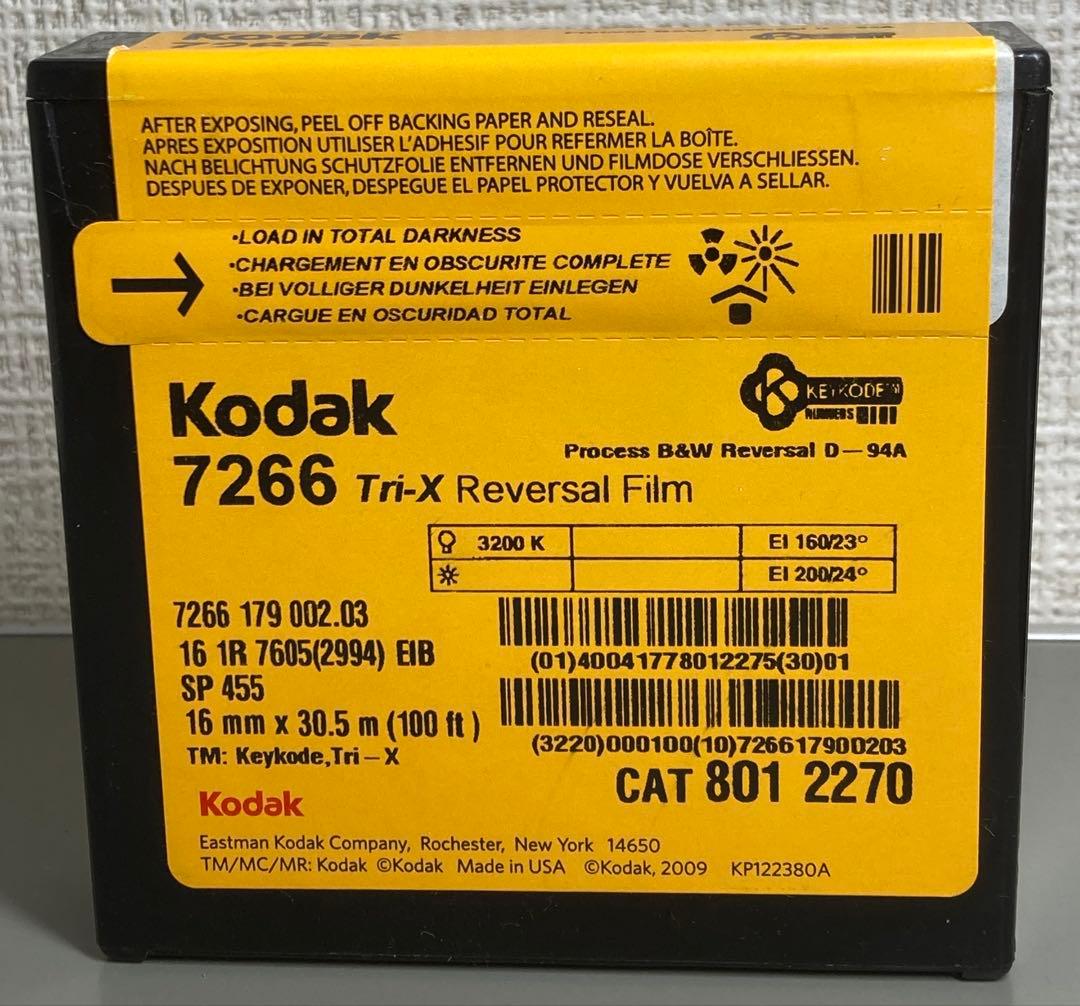 Kodak
7266
AFTER EXPOSING, PEEL OFF BACKING PAPER AND RESEAL.
APRES EXPOSITION UTILISER L'ADHESIF POUR REFERMER LA BOÎTE.
NACH BELICHTUNG SCHUTZFOLIE ENTFERNEN UND FILMDOSE VERSCHLIESSEN.
DESPUES DE EXPONER, DESPEGUE EL PAPEL PROTECTOR Y VUELVA A SELLAR.
•LOAD IN TOTAL DARKNESS
•CHARGEMENT EN OBSCURITE COMPLETE
•BEI VOLLIGER DUNKELHEIT EINLEGEN
•CARGUE EN OSCURIDAD TOTAL
Kodak
K KEYKODE™
NUMBERS
Process B&W Reversal D-94A
7266 Tri-X Reversal Film
3200 K EI 160/23°
EI 200/24°
7266 179 002.03
16 1R 7605(2994) EIB
SP 455
16 mm x 30.5 m (100 ft )
TM: Keykode,Tri-X
(01)40041778012275(30)01
(3220)000100(10)726617900203
CAT 801 2270
Kodak
Eastman Kodak Company, Rochester, New York 14650
TM/MC/MR: Kodak ©Kodak Made in USA ©Kodak, 2009 KP122380A